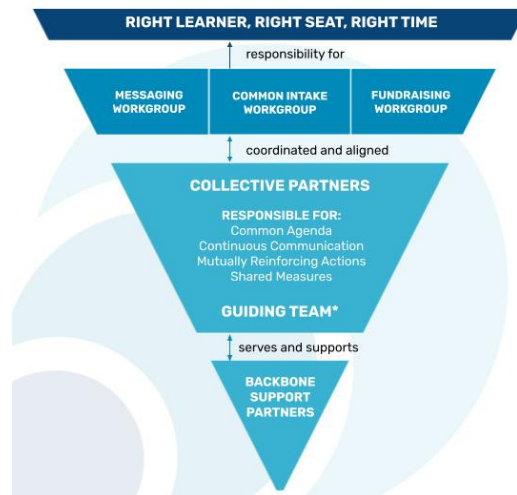 RIGHT LEARNER, RIGHT SEAT, RIGHT TIME
responsibility for
MESSAGING
WORKGROUP
COMMON INTAKE
WORKGROUP
FUNDRAISING
WORKGROUP
coordinated and aligned
COLLECTIVE PARTNERS
RESPONSIBLE FOR:
Common Agenda
Continuous Communication
Mutually Reinforcing Actions
Shared Measures
GUIDING TEAM*
serves and supports
BACKBONE
SUPPORT
PARTNERS